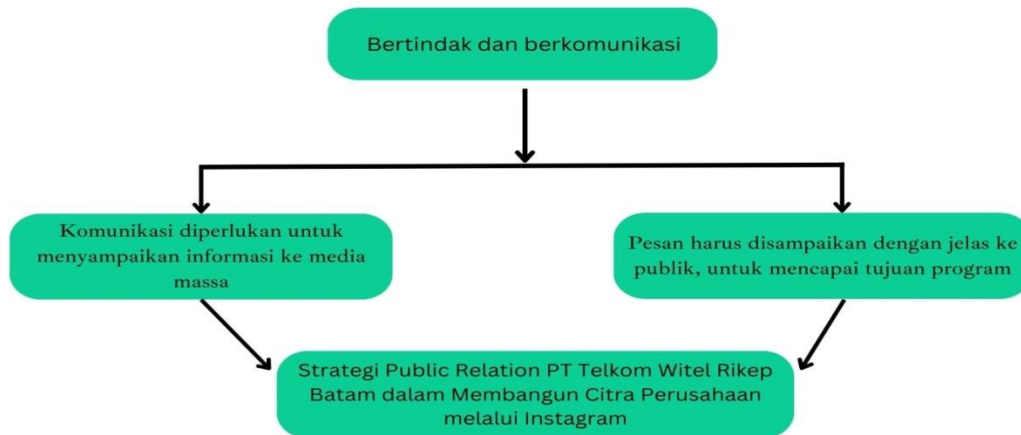 Bertindak dan berkomunikasi
Komunikasi diperlukan untuk
menyampaikan informasi ke media
massa
Pesan harus disampaikan dengan jelas ke
publik, untuk mencapai tujuan program
Strategi Public Relation PT Telkom Witel Rikep
Batam dalam Membangun Citra Perusahaan
melalui Instagram